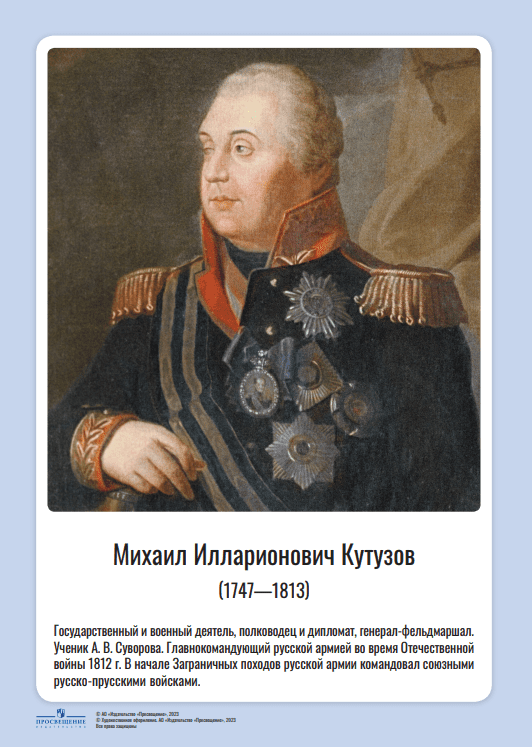 Михаил Илларионович Кутузов
(1747—1813)
Государственный и военный деятель, полководец и дипломат, генерал-фельдмаршал.
Ученик А. В. Суворова. Главнокомандующий русской армией во время Отечественной
войны 1812 г. В начале Заграничных походов русской армии командовал союзными
русско-прусскими войсками.
ПРОСВЕЩЕНИЕ
ИЗДАТЕЛЬСТВО
© АО «Издательство «Просвещение», 2023
© Художественное оформление. АО «Издательство «Просвещение», 2023
Все права защищены